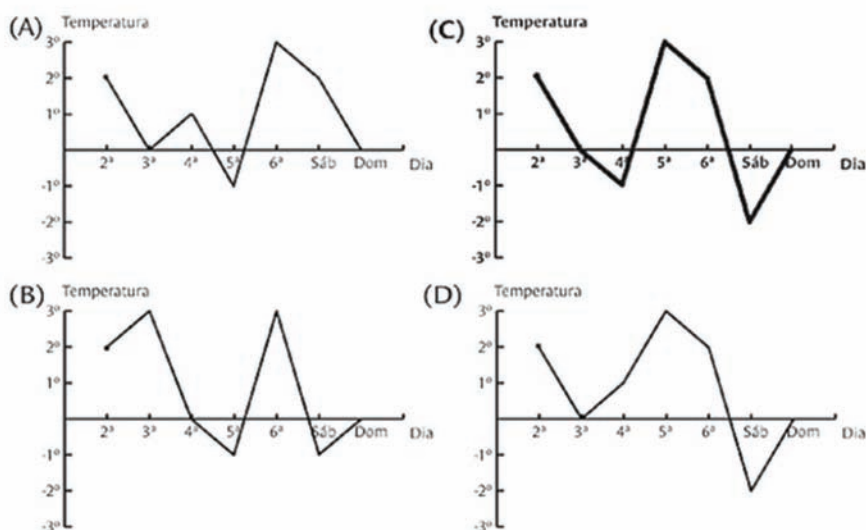 (A)
Temperatura
3º
2º
1º
-1º
-2º
-3º
2ª 3ª 4ª 5ª 6ª Sáb Dom Dia
(C)
Temperatura
3º
2º
1º
-1º
-2º
-3º
2ª 3ª 4ª 5ª 6ª Sáb Dom Dia
(B)
Temperatura
3º
2º
1º
-1º
-2º
-3º
2ª 3ª 4ª 5ª 6ª Sáb Dom Dia
(D)
Temperatura
3º
2º
1º
-1º
-2º
-3º
2ª 3ª 4ª 5ª 6ª Sáb Dom Dia